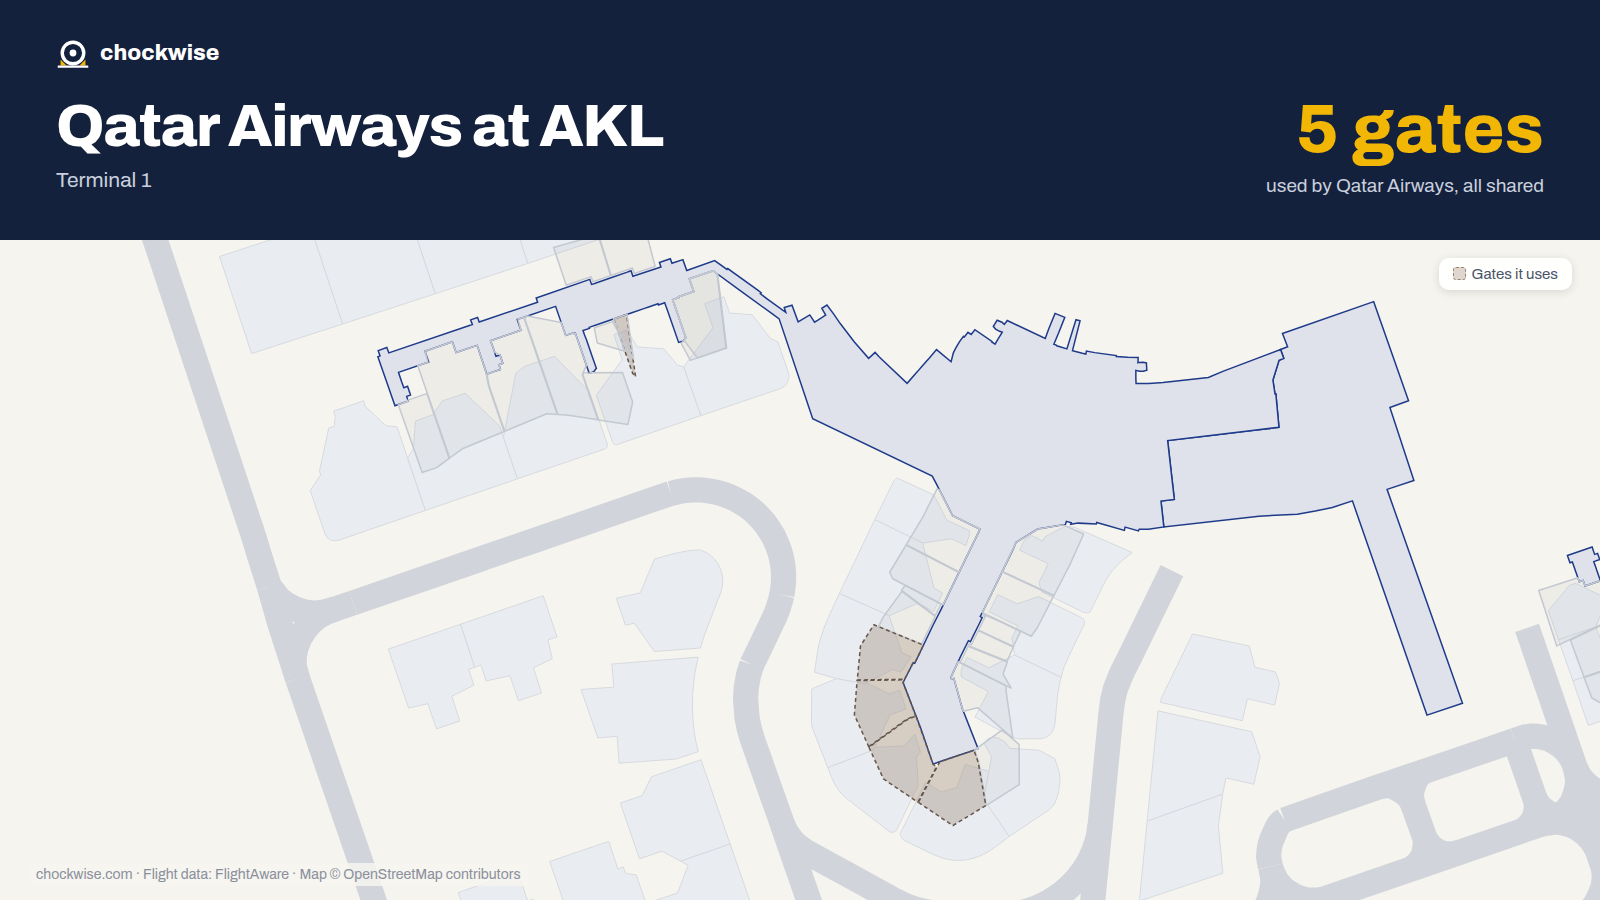 chockwise
Qatar Airways at AKL
Terminal 1
5 gates
used by Qatar Airways, all shared
Gates it uses
chockwise.com · Flight data: FlightAware · Map © OpenStreetMap contributors